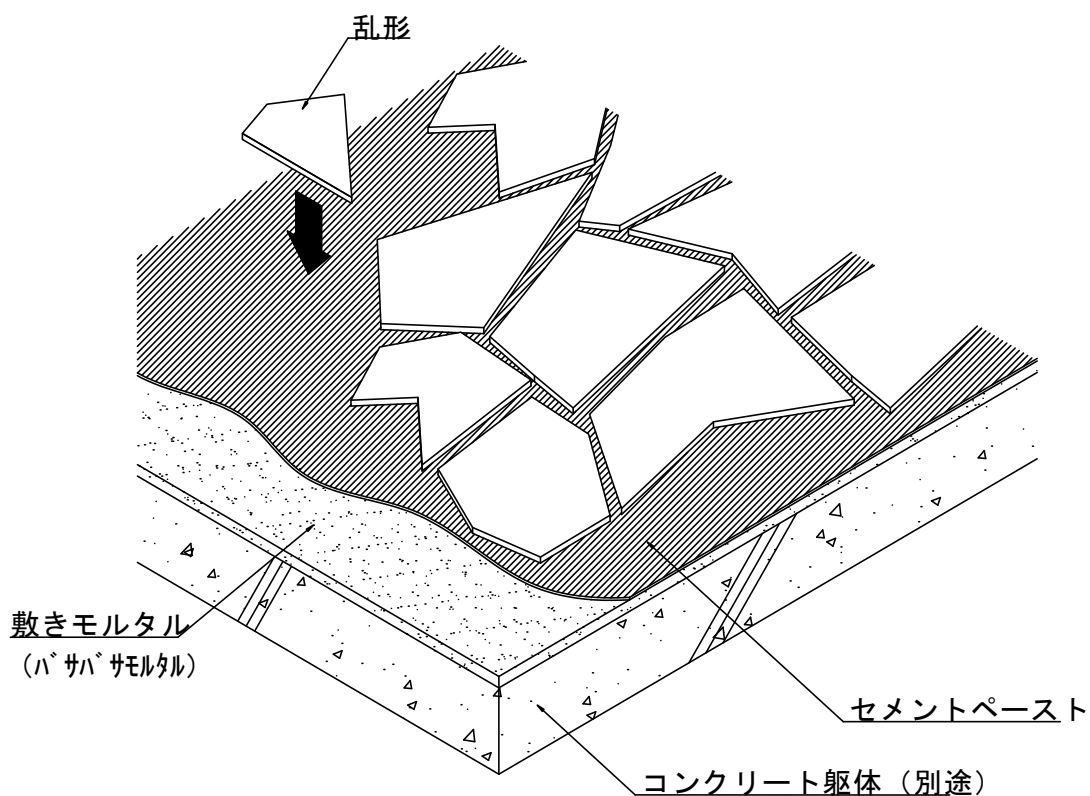 乱形
敷きモルタル
（ﾊﾞｻﾊﾞｻﾓﾙﾀﾙ）
セメントペースト
コンクリート躯体（別途）